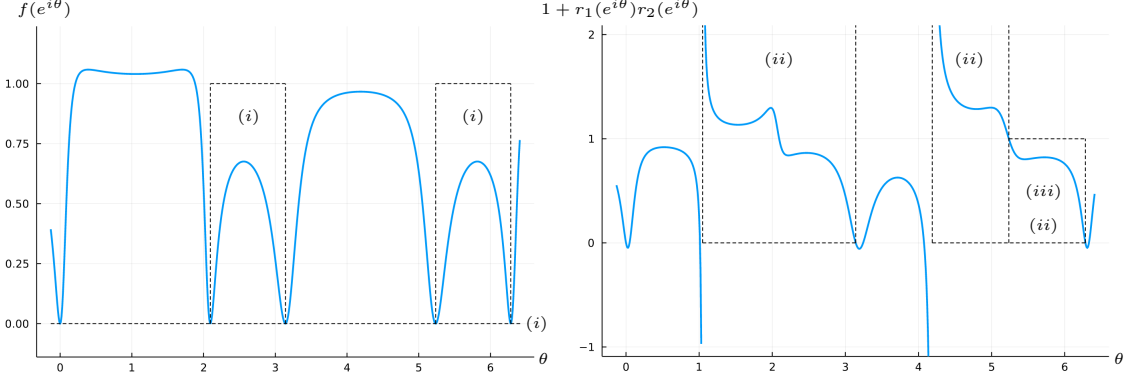 f(e^{iθ})
1.00
0.75
0.50
0.25
0.00
(i)
(i)
(i)
0 1 2 3 4 5 6
θ
1 + r_1(e^{iθ})r_2(e^{iθ})
2
1
0
−1
(ii)
(ii)
(iii)
(ii)
0 1 2 3 4 5 6
θ